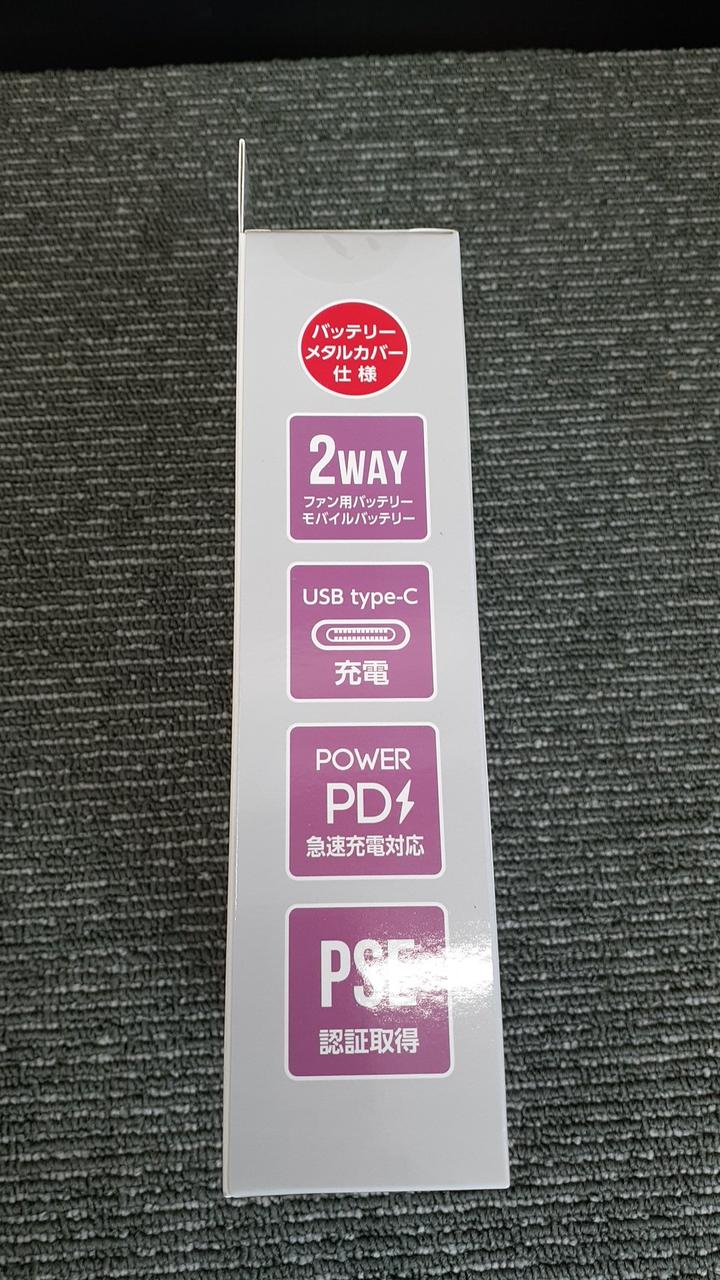 バッテリー
メタルカバー
仕様
2WAY
ファン用バッテリー
モバイルバッテリー
USB type-C
充電
POWER
PD
急速充電対応
PSE
認証取得